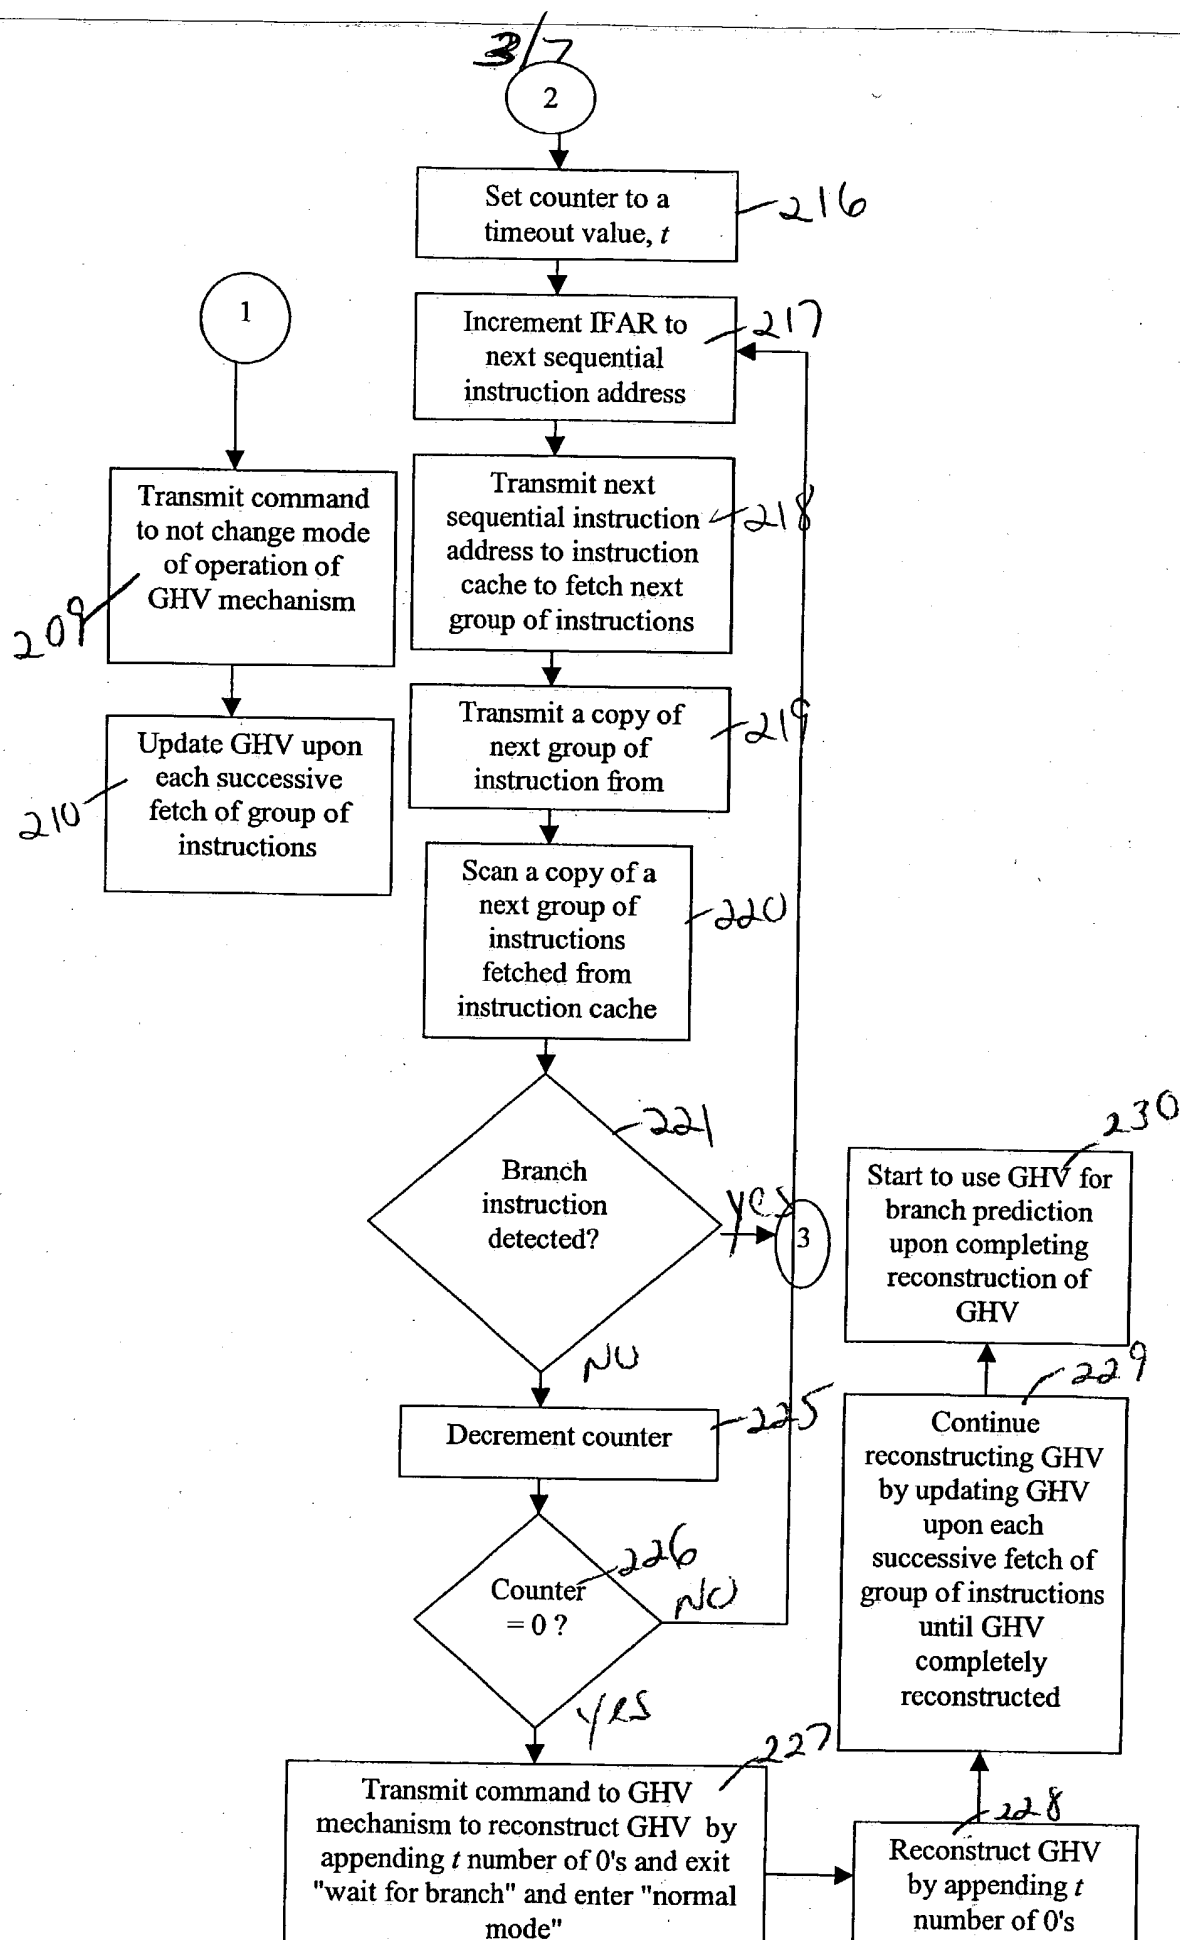 3/7
2
Set counter to a
timeout value, t
216
1
Increment IFAR to
next sequential
instruction address
217
Transmit command
to not change mode
of operation of
GHV mechanism
209
Transmit next
sequential instruction
address to instruction
cache to fetch next
group of instructions
218
Update GHV upon
each successive
fetch of group of
instructions
210
Transmit a copy of
next group of
instruction from
219
Scan a copy of a
next group of
instructions
fetched from
instruction cache
220
Branch
instruction
detected?
221
yes
3
NO
Decrement counter
225
Counter
= 0 ?
226
NO
yes
Transmit command to GHV
mechanism to reconstruct GHV by
appending t number of 0's and exit
"wait for branch" and enter "normal
mode"
227
Reconstruct GHV
by appending t
number of 0's
228
Continue
reconstructing GHV
by updating GHV
upon each
successive fetch of
group of instructions
until GHV
completely
reconstructed
229
Start to use GHV for
branch prediction
upon completing
reconstruction of
GHV
230